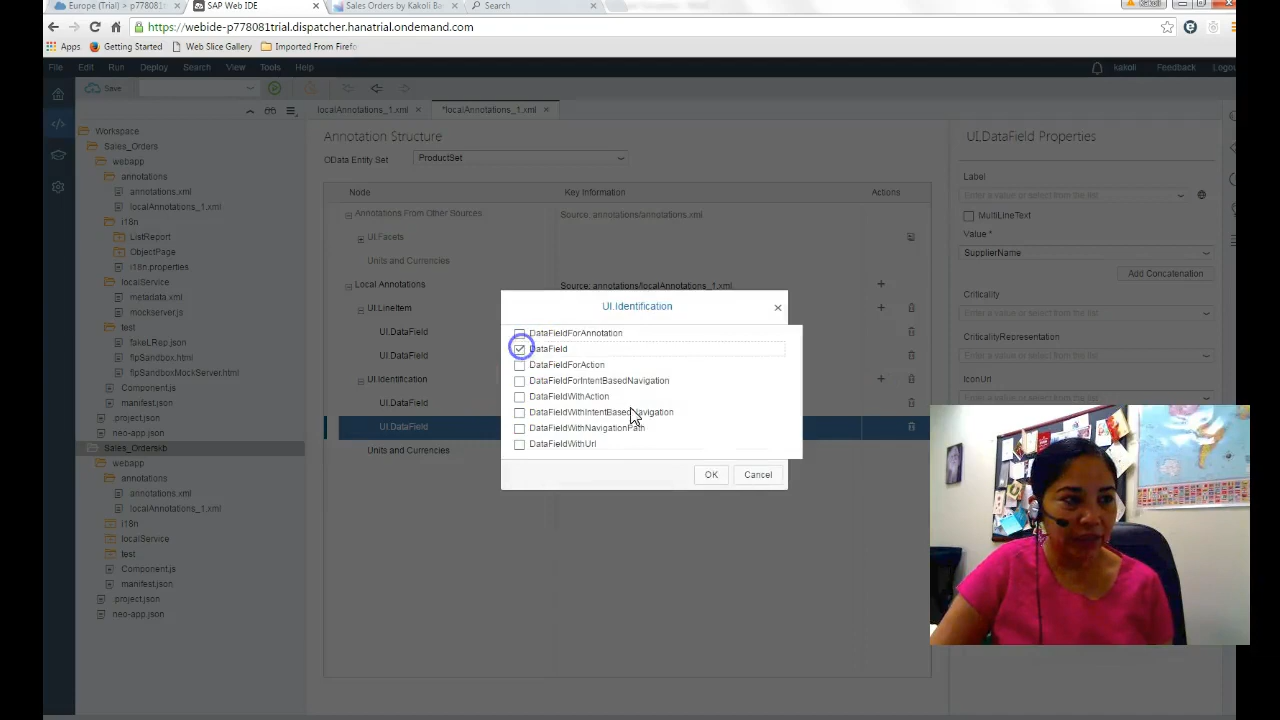 Europe (Trial) > p778081
SAP Web IDE
Sales Orders by Kakoli Ba
Search
https://webide-p778081trial.dispatcher.hanatrial.ondemand.com
Apps
Getting Started
Web Slice Gallery
Imported From Firefo
File
Edit
Run
Deploy
Search
View
Tools
Help
kakoli
Feedback
Logou
Save
localAnnotations_1.xml
*localAnnotations_1.xml
Workspace
Sales_Orders
webapp
annotations
annotations.xml
localAnnotations_1.xml
i18n
ListReport
ObjectPage
i18n.properties
localService
metadata.xml
mockserver.js
test
fakeLRep.json
flpSandbox.html
flpSandboxMockServer.html
Component.js
manifest.json
.project.json
neo-app.json
Sales_Orderskb
webapp
annotations
annotations.xml
localAnnotations_1.xml
i18n
localService
test
Component.js
manifest.json
.project.json
neo-app.json
Annotation Structure
OData Entity Set
ProductSet
Node
Key Information
Actions
Annotations From Other Sources
Source: annotations/annotations.xml
UI.Facets
Units and Currencies
Local Annotations
Source: annotations/localAnnotations_1.xml
UI.LineItem
UI.DataField
UI.DataField
UI.Identification
UI.DataField
UI.DataField
Units and Currencies
UI.Identification
DataFieldForAnnotation
DataField
DataFieldForAction
DataFieldForIntentBasedNavigation
DataFieldWithAction
DataFieldWithIntentBasedNavigation
DataFieldWithNavigationPath
DataFieldWithUrl
OK
Cancel
UI.DataField Properties
Label
Enter a value or select from the list
MultiLineText
Value *
SupplierName
Add Concatenation
Criticality
Enter a value or select from the list
CriticalityRepresentation
Enter a value or select from the list
IconUrl